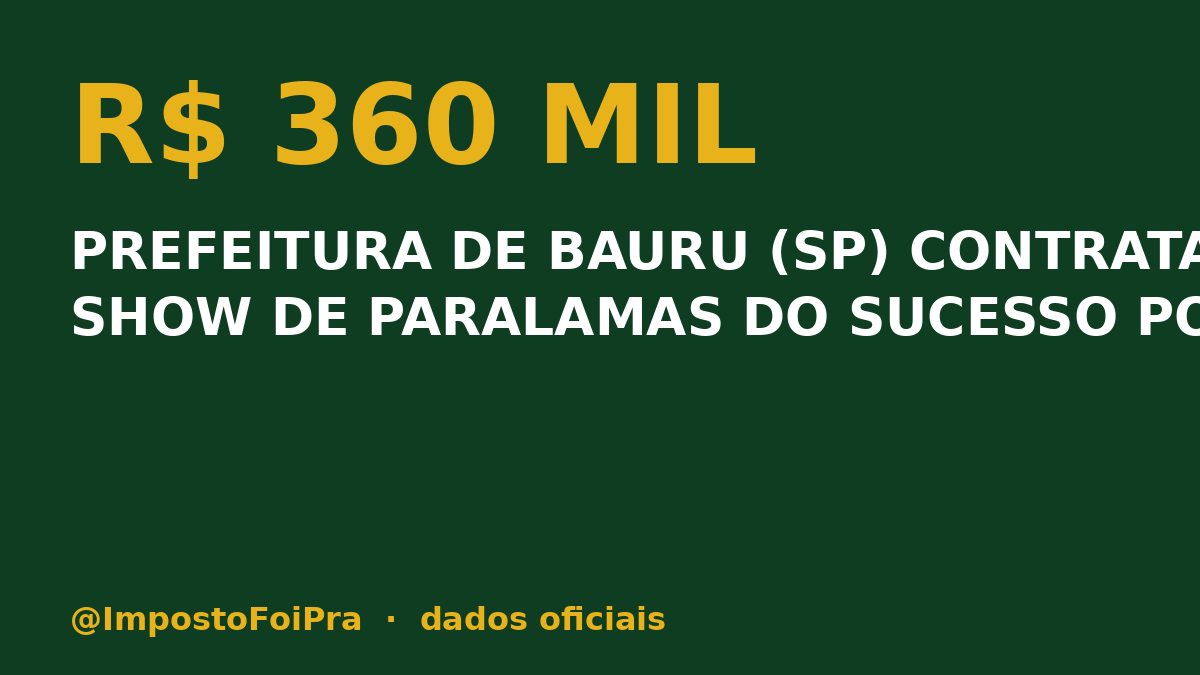 R$ 360 MIL
PREFEITURA DE BAURU (SP) CONTRATA
SHOW DE PARALAMAS DO SUCESSO PO
@ImpostoFoiPra · dados oficiais